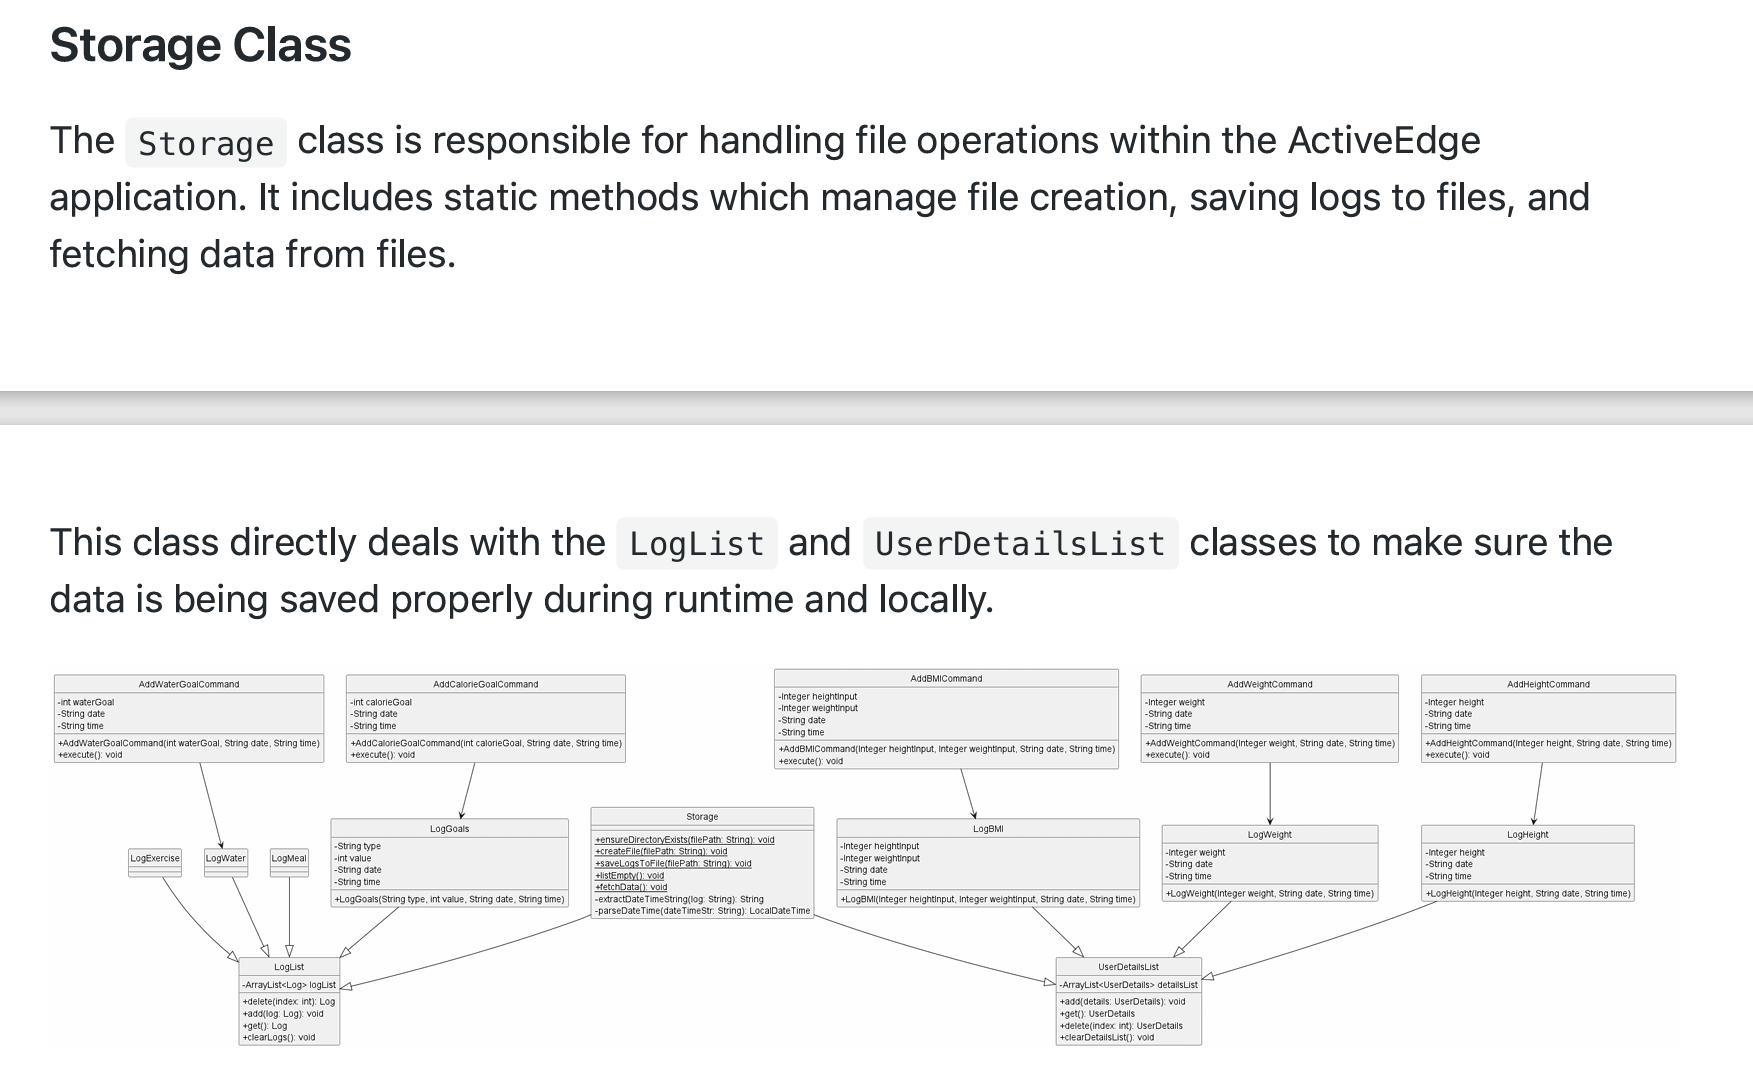 Storage Class
The Storage class is responsible for handling file operations within the ActiveEdge
application. It includes static methods which manage file creation, saving logs to files, and
fetching data from files.
This class directly deals with the LogList and UserDetailsList classes to make sure the
data is being saved properly during runtime and locally.
AddWaterGoalCommand
-int waterGoal
-String date
-String time
+AddWaterGoalCommand(int waterGoal, String date, String time)
+execute(): void
AddCalorieGoalCommand
-int calorieGoal
-String date
-String time
+AddCalorieGoalCommand(int calorieGoal, String date, String time)
+execute(): void
AddBMICommand
-Integer heightInput
-Integer weightInput
-String date
-String time
+AddBMICommand(Integer heightInput, Integer weightInput, String date, String time)
+execute(): void
AddWeightCommand
-Integer weight
-String date
-String time
+AddWeightCommand(Integer weight, String date, String time)
+execute(): void
AddHeightCommand
-Integer height
-String date
-String time
+AddHeightCommand(Integer height, String date, String time)
+execute(): void
LogExercise
LogWater
LogMeal
LogGoals
-String type
-int value
-String date
-String time
+LogGoals(String type, int value, String date, String time)
Storage
+ensureDirectoryExists(filePath: String): void
+createFile(filePath: String): void
+saveLogsToFile(filePath: String): void
+listEmpty(): void
+fetchData(): void
-extractDateTimeString(log: String): String
-parseDateTime(dateTimeStr: String): LocalDateTime
LogBMI
-Integer heightInput
-Integer weightInput
-String date
-String time
+LogBMI(Integer heightInput, Integer weightInput, String date, String time)
LogWeight
-Integer weight
-String date
-String time
+LogWeight(Integer weight, String date, String time)
LogHeight
-Integer height
-String date
-String time
+LogHeight(Integer height, String date, String time)
LogList
-ArrayList<Log> logList
+delete(index: int): Log
+add(log: Log): void
+get(): Log
+clearLogs(): void
UserDetailsList
-ArrayList<UserDetails> detailsList
+add(details: UserDetails): void
+get(): UserDetails
+delete(index: int): UserDetails
+clearDetailsList(): void